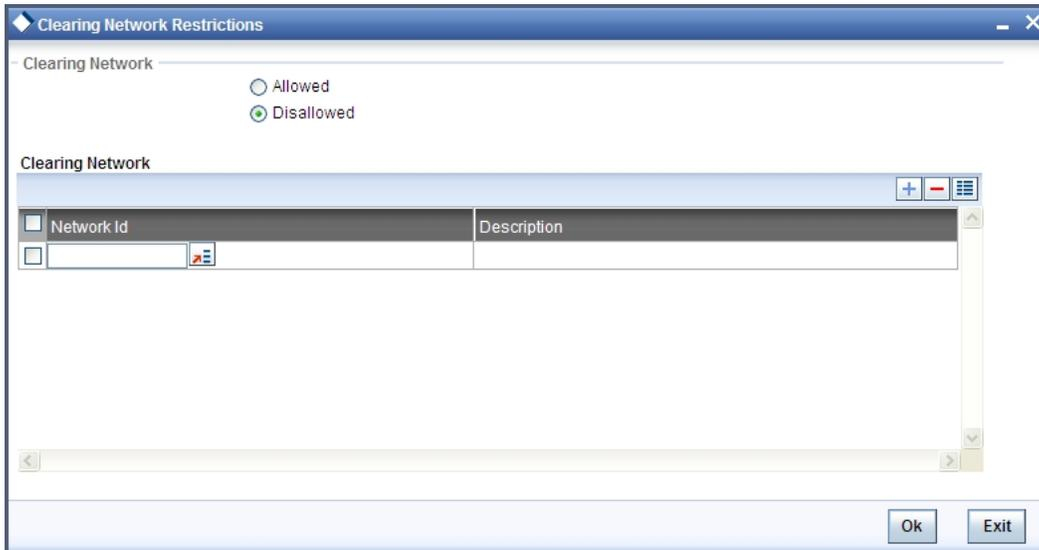 Clearing Network Restrictions
Clearing Network
Allowed
Disallowed
Clearing Network
Network Id Description
Ok Exit